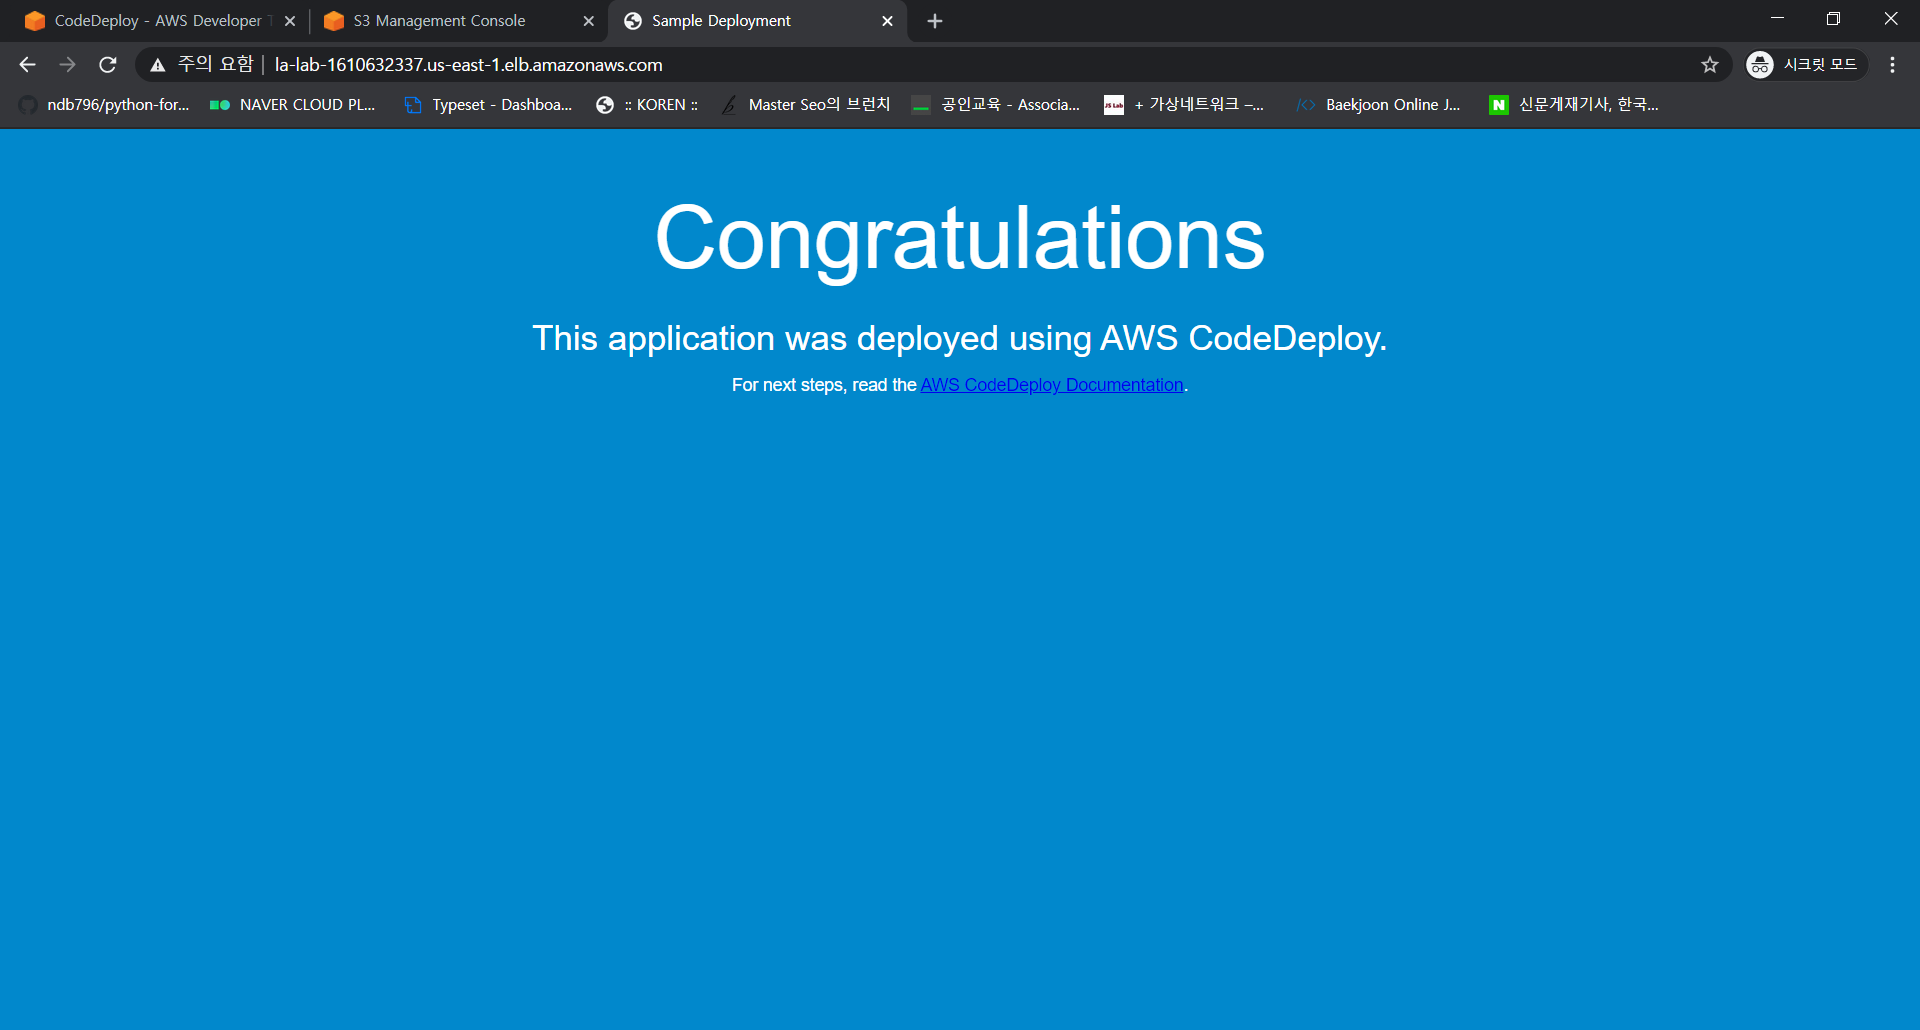 CodeDeploy - AWS Developer T
S3 Management Console
Sample Deployment
주의 요함 | la-lab-1610632337.us-east-1.elb.amazonaws.com
시크릿 모드
ndb796/python-for...
NAVER CLOUD PL...
Typeset - Dashboa...
:: KOREN ::
Master Seo의 브런치
공인교육 - Associa...
JS Lab
+ 가상네트워크 –...
Baekjoon Online J...
N
신문게재기사, 한국...
Congratulations
This application was deployed using AWS CodeDeploy.
For next steps, read the AWS CodeDeploy Documentation.